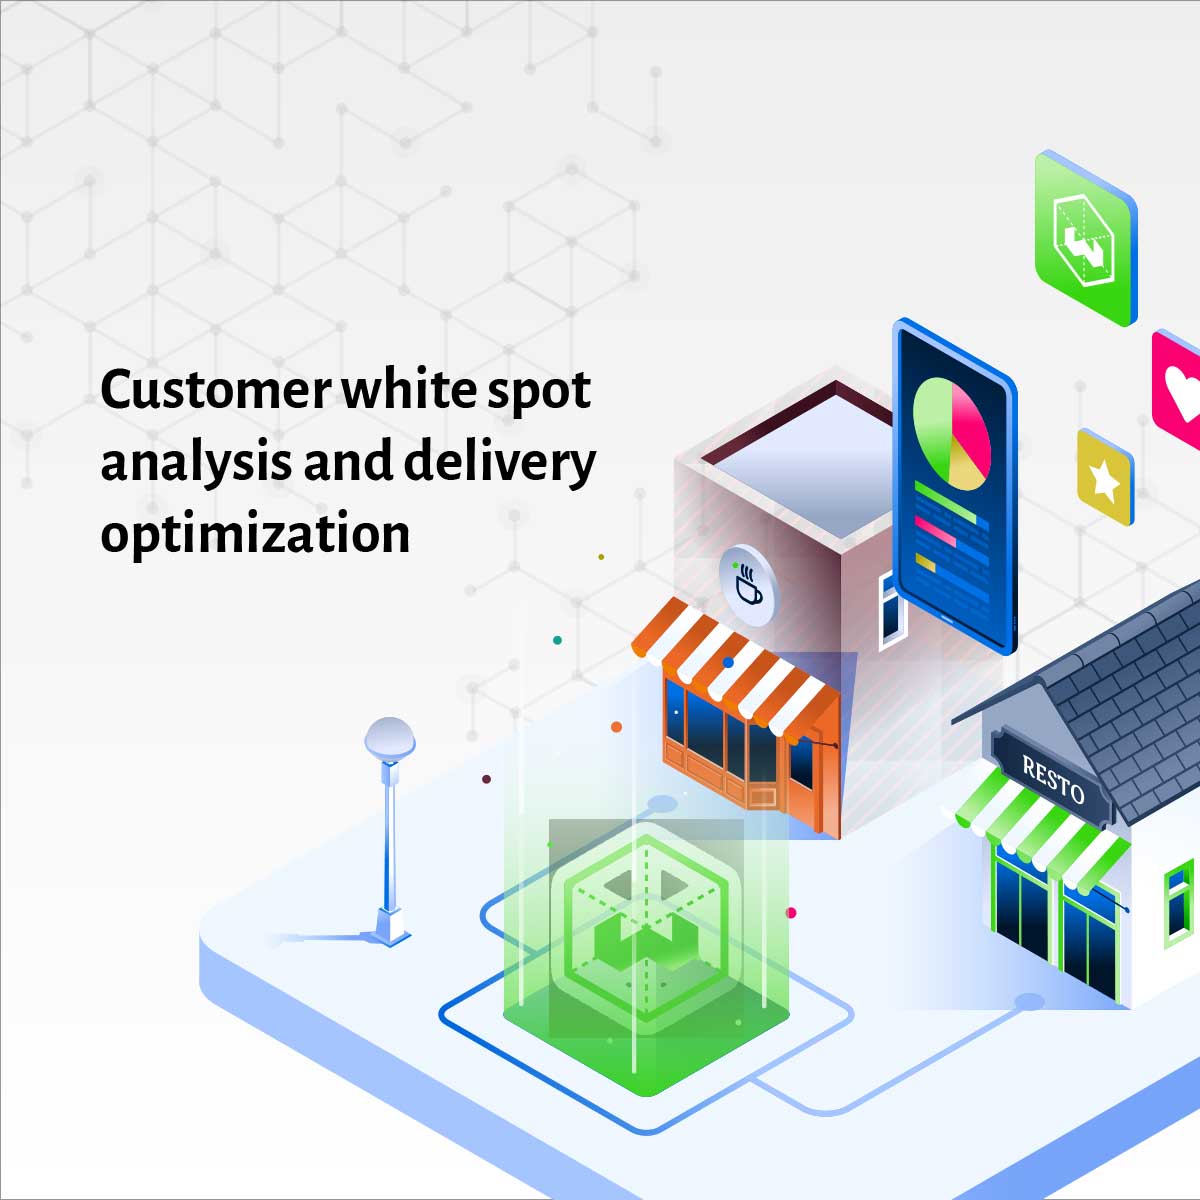 Customer white spot
analysis and delivery
optimization
RESTO